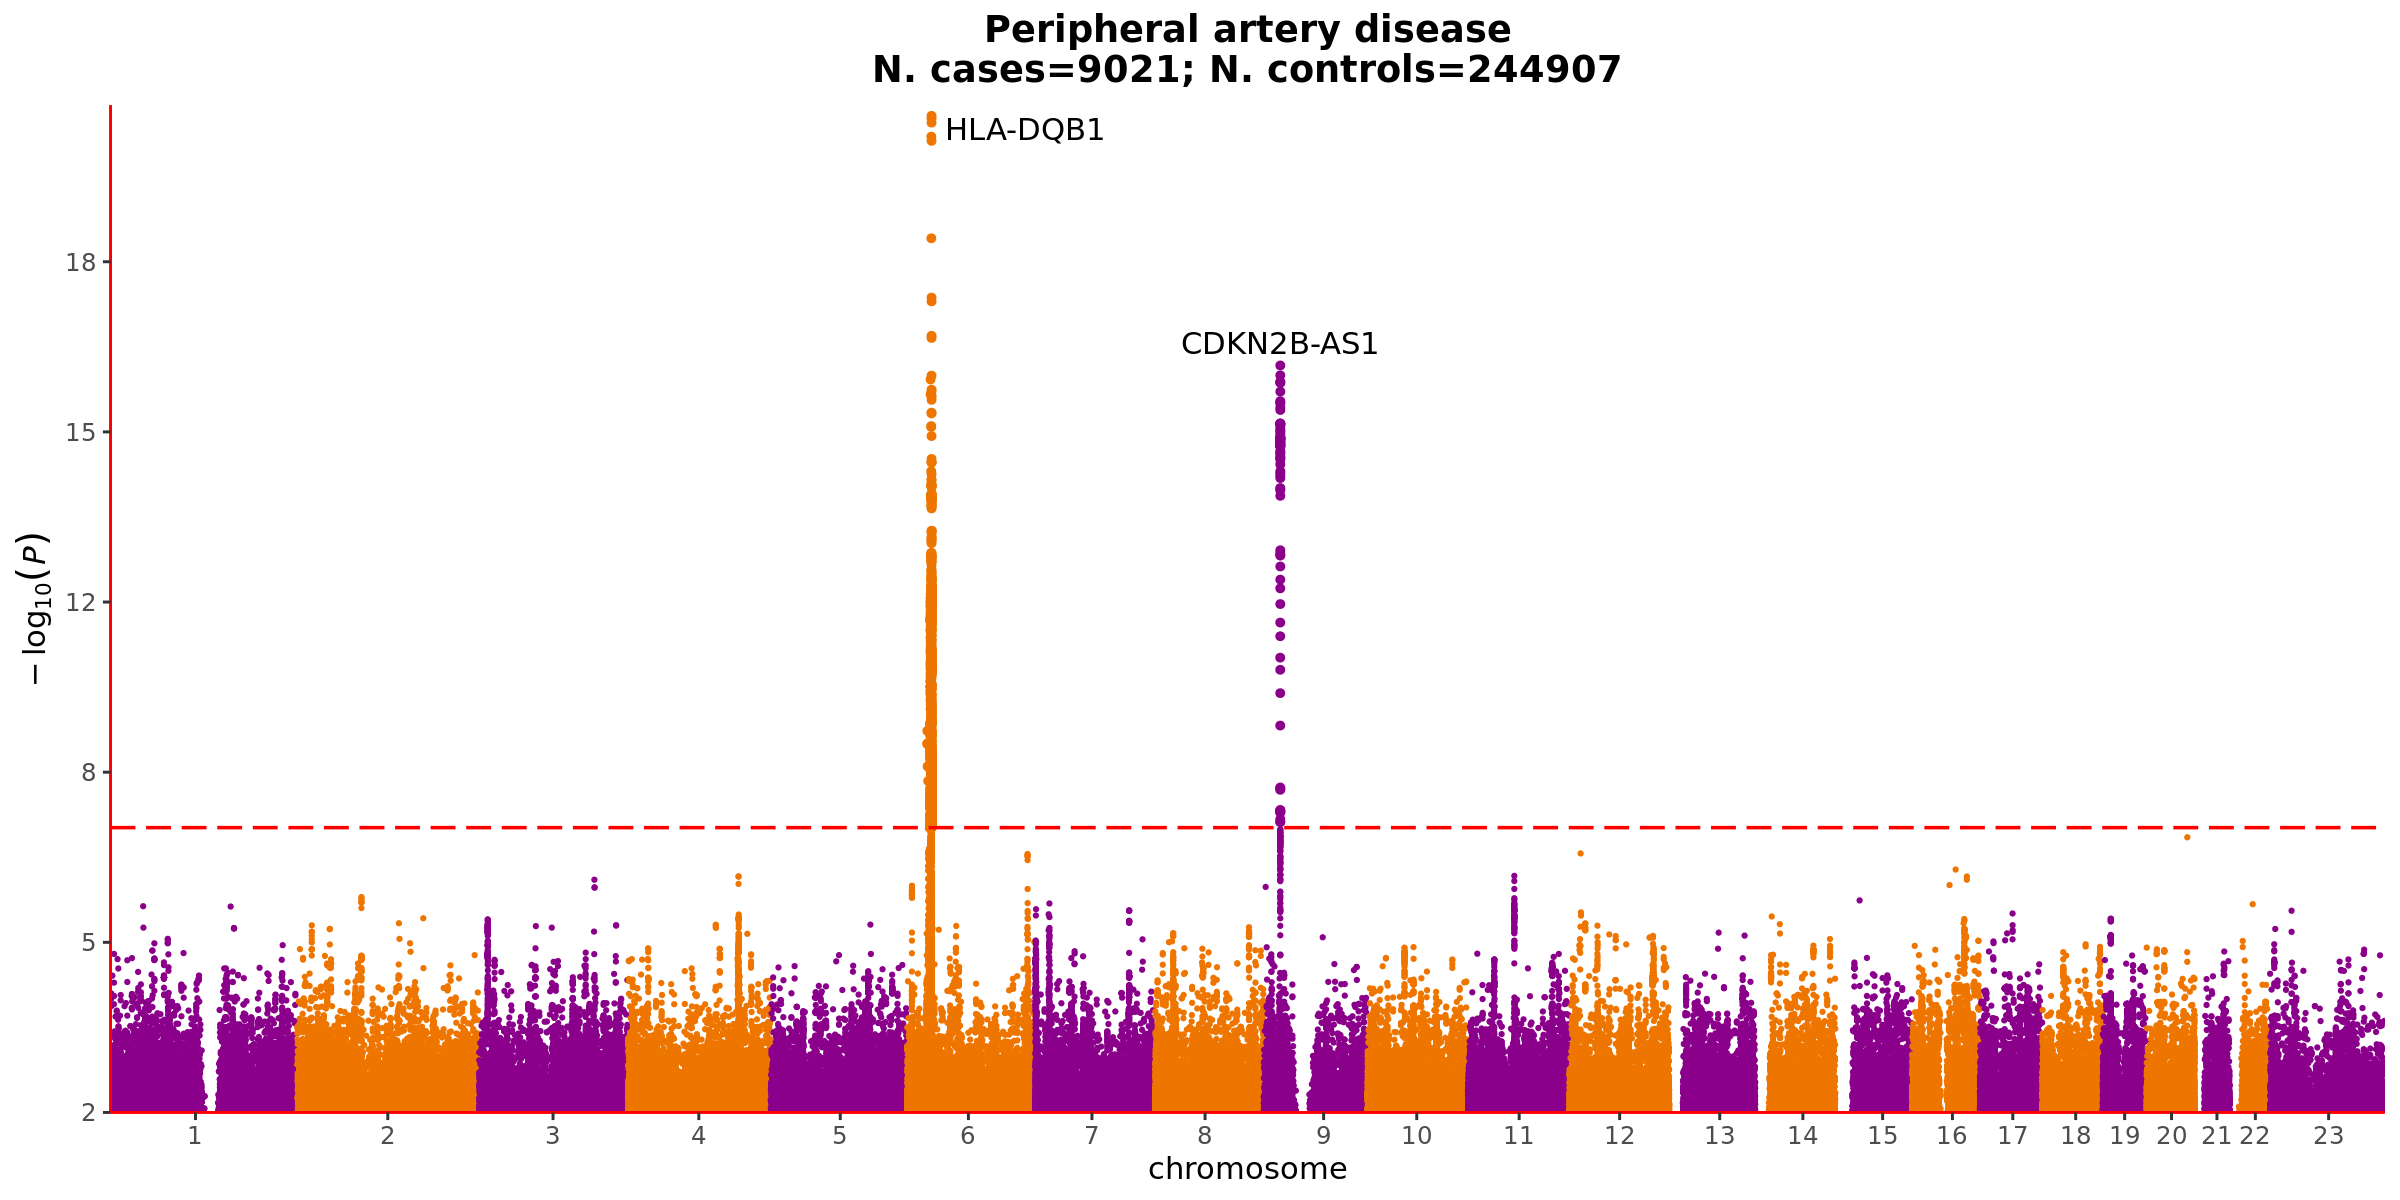 Peripheral artery disease
N. cases=9021; N. controls=244907
HLA-DQB1
CDKN2B-AS1
18
15
12
8
5
2
−log10(P)
1 2 3 4 5 6 7 8 9 10 11 12 13 14 15 16 17 18 19 20 21 22 23
chromosome